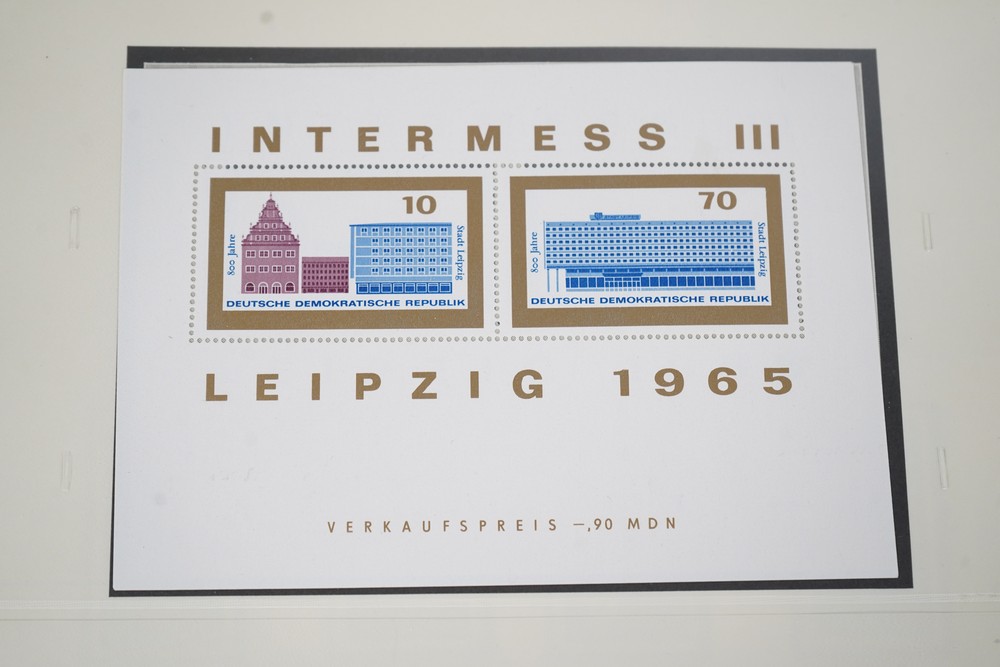 INTERMESS III
10
800 Jahre
Stadt Leipzig
DEUTSCHE DEMOKRATISCHE REPUBLIK
70
800 Jahre
Stadt Leipzig
DEUTSCHE DEMOKRATISCHE REPUBLIK
LEIPZIG 1965
VERKAUFSPREIS –,90 MDN